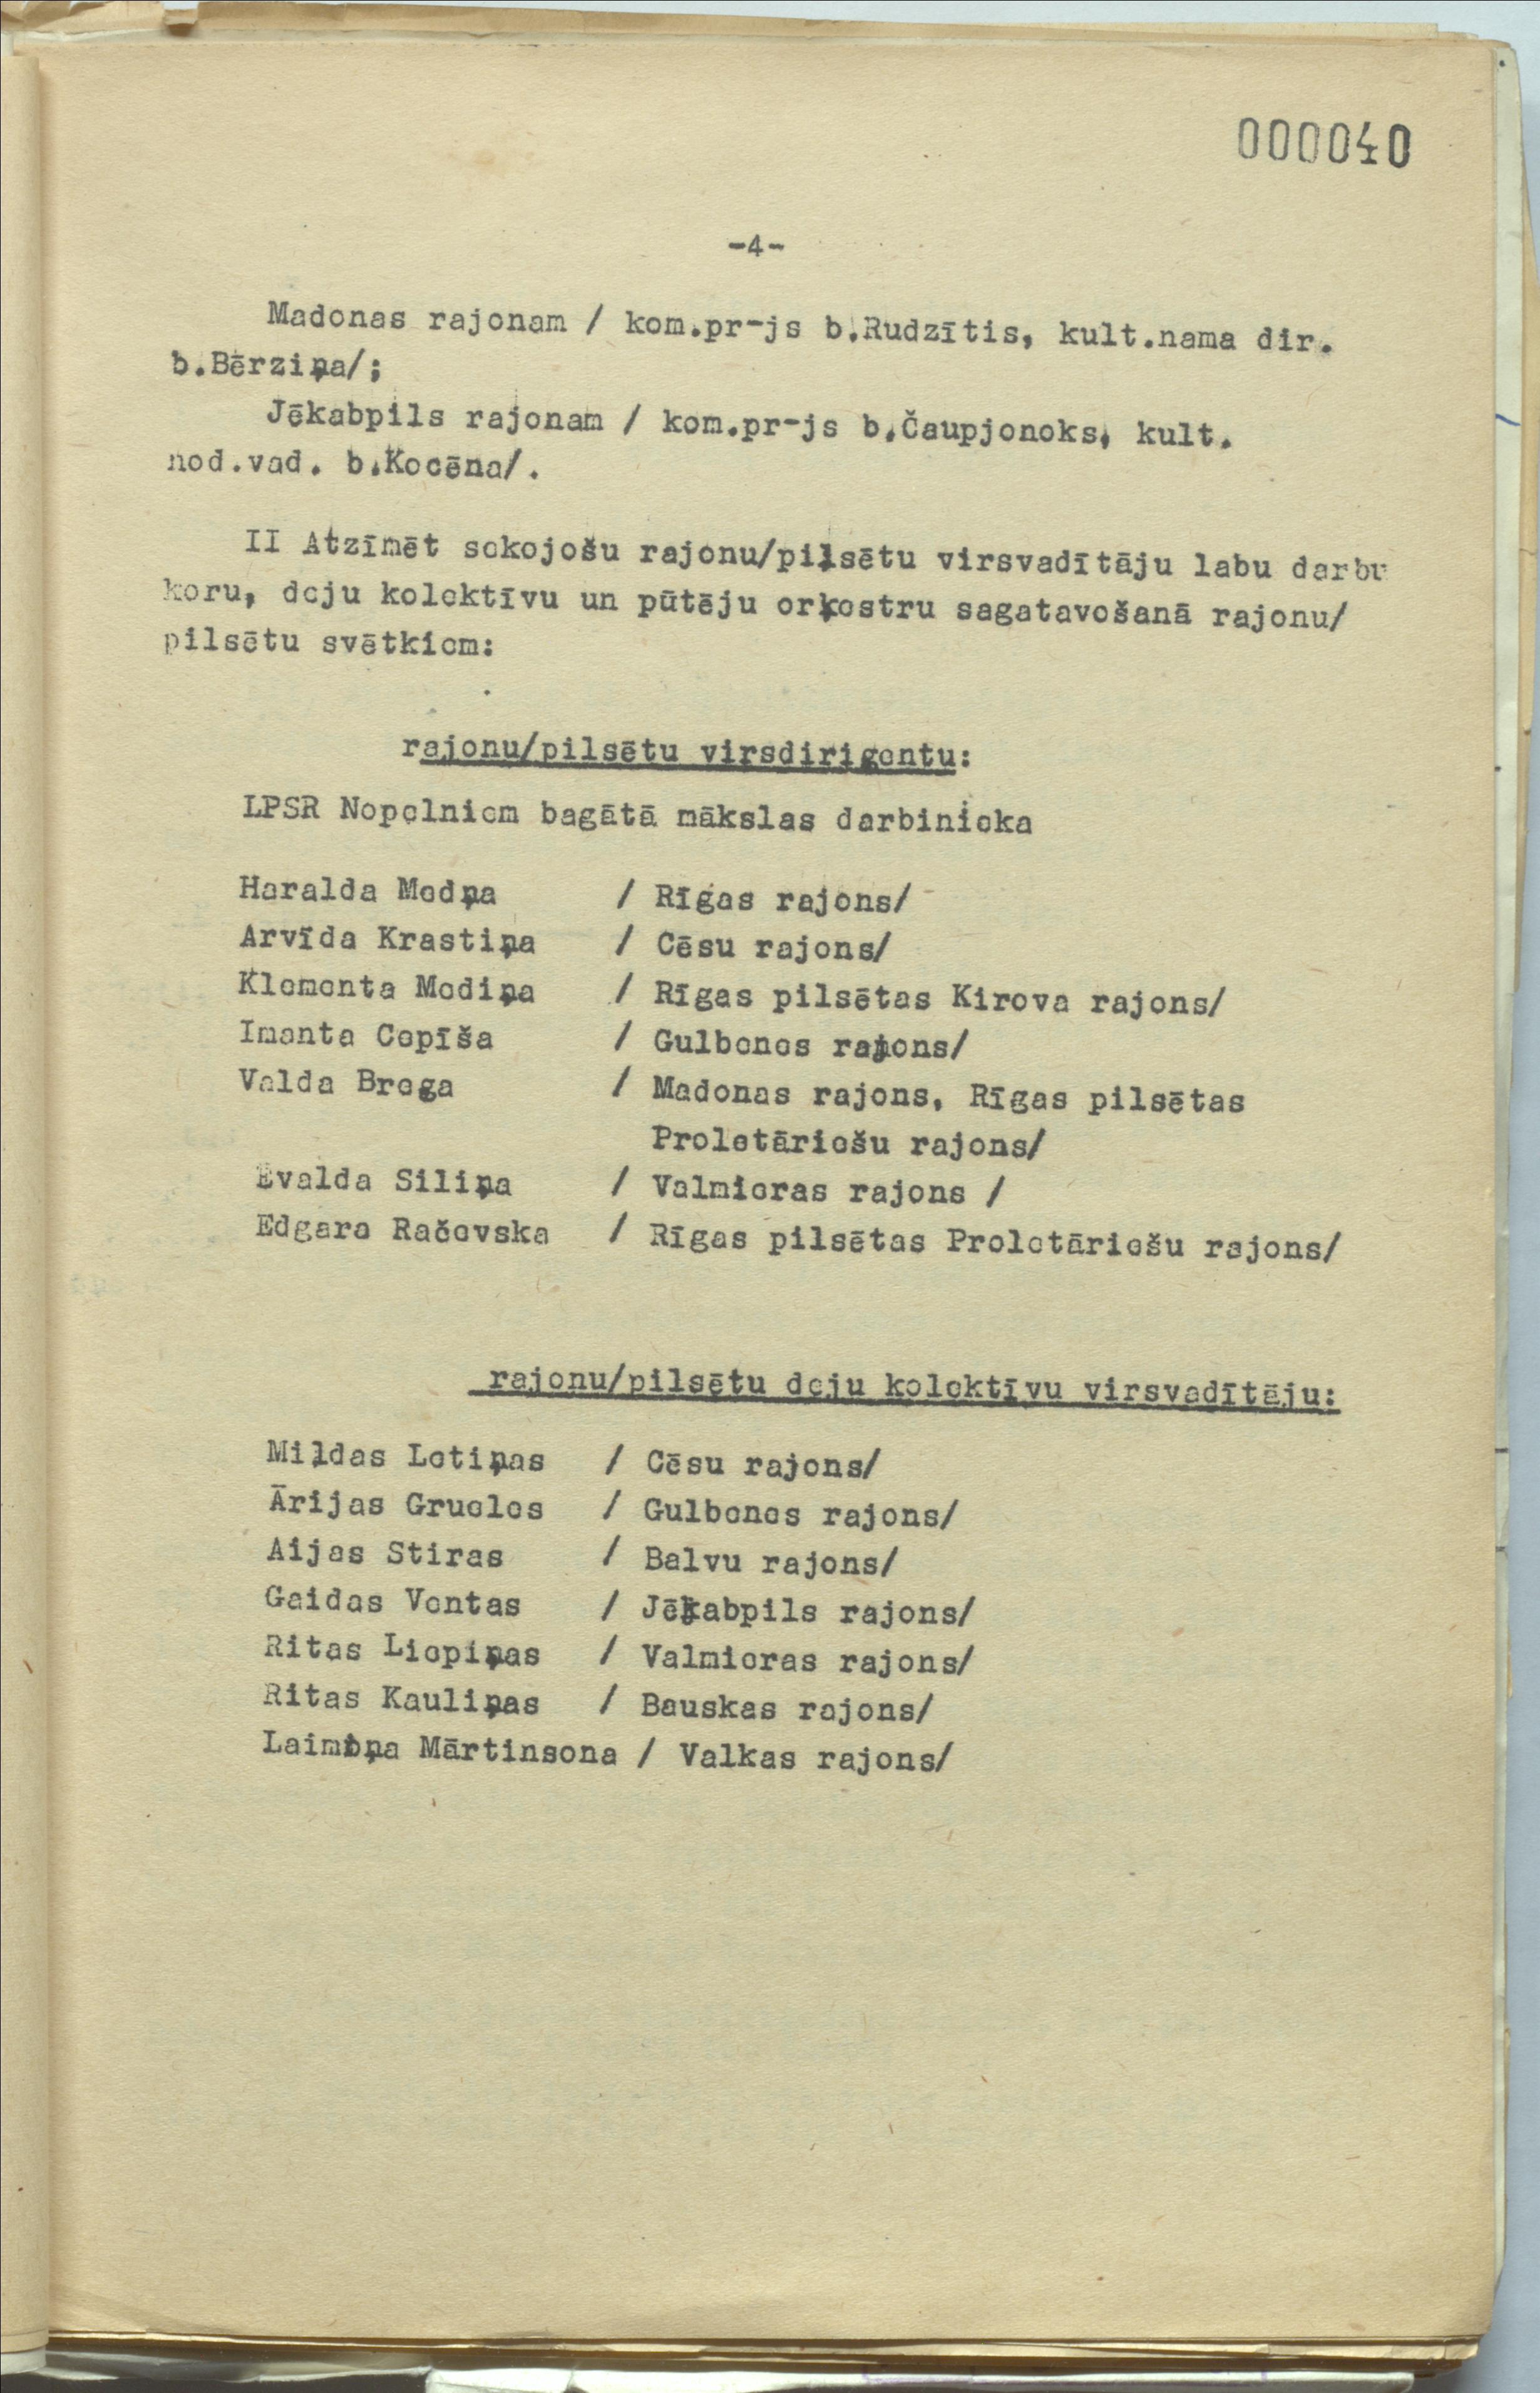 000040
-4-
Madonas rajonam / kom.pr-js b.Rudzītis, kult.nama dir.
b.Bērziņa/;
Jēkabpils rajonam / kom.pr-js b.Čaupjonoks, kult.
nod.vad. b.Kocēna/.
II Atzīmēt sekojošu rajonu/pilsētu virsvadītāju labu darbu
koru, deju kolektīvu un pūtēju orķestru sagatavošanā rajonu/
pilsētu svētkiem:
rajonu/pilsētu virsdirigentu:
LPSR Nopelniem bagātā mākslas darbinieka
Haralda Medņa / Rīgas rajons/
Arvīda Krastiņa / Cēsu rajons/
Klementa Mediņa / Rīgas pilsētas Kirova rajons/
Imanta Cepīša / Gulbenes rajons/
Valda Brega / Madonas rajons, Rīgas pilsētas
Proletāriešu rajons/
Evalda Siliņa / Valmieras rajons /
Edgara Račevska / Rīgas pilsētas Proletāriešu rajons/
rajonu/pilsētu deju kolektīvu virsvadītāju:
Mildas Lotiņas / Cēsu rajons/
Ārijas Grueles / Gulbenes rajons/
Aijas Stiras / Balvu rajons/
Gaidas Ventas / Jēkabpils rajons/
Ritas Liepiņas / Valmieras rajons/
Ritas Kauliņas / Bauskas rajons/
Laimoņa Mārtinsona / Valkas rajons/